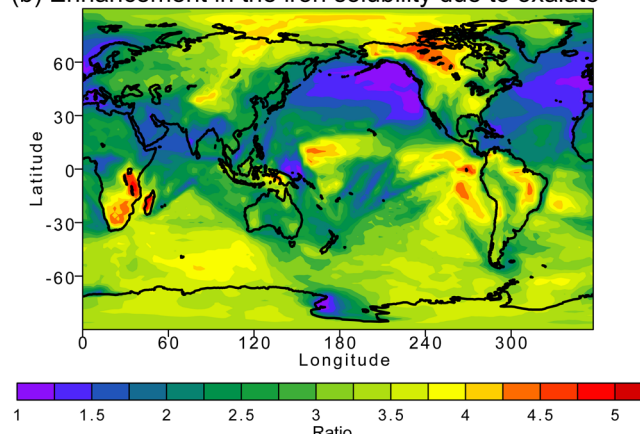 (b) Enhancement in the iron solubility due to oxalate
60
30
0
-30
-60
Latitude
0 60 120 180 240 300
Longitude
1 1.5 2 2.5 3 3.5 4 4.5 5
Ratio